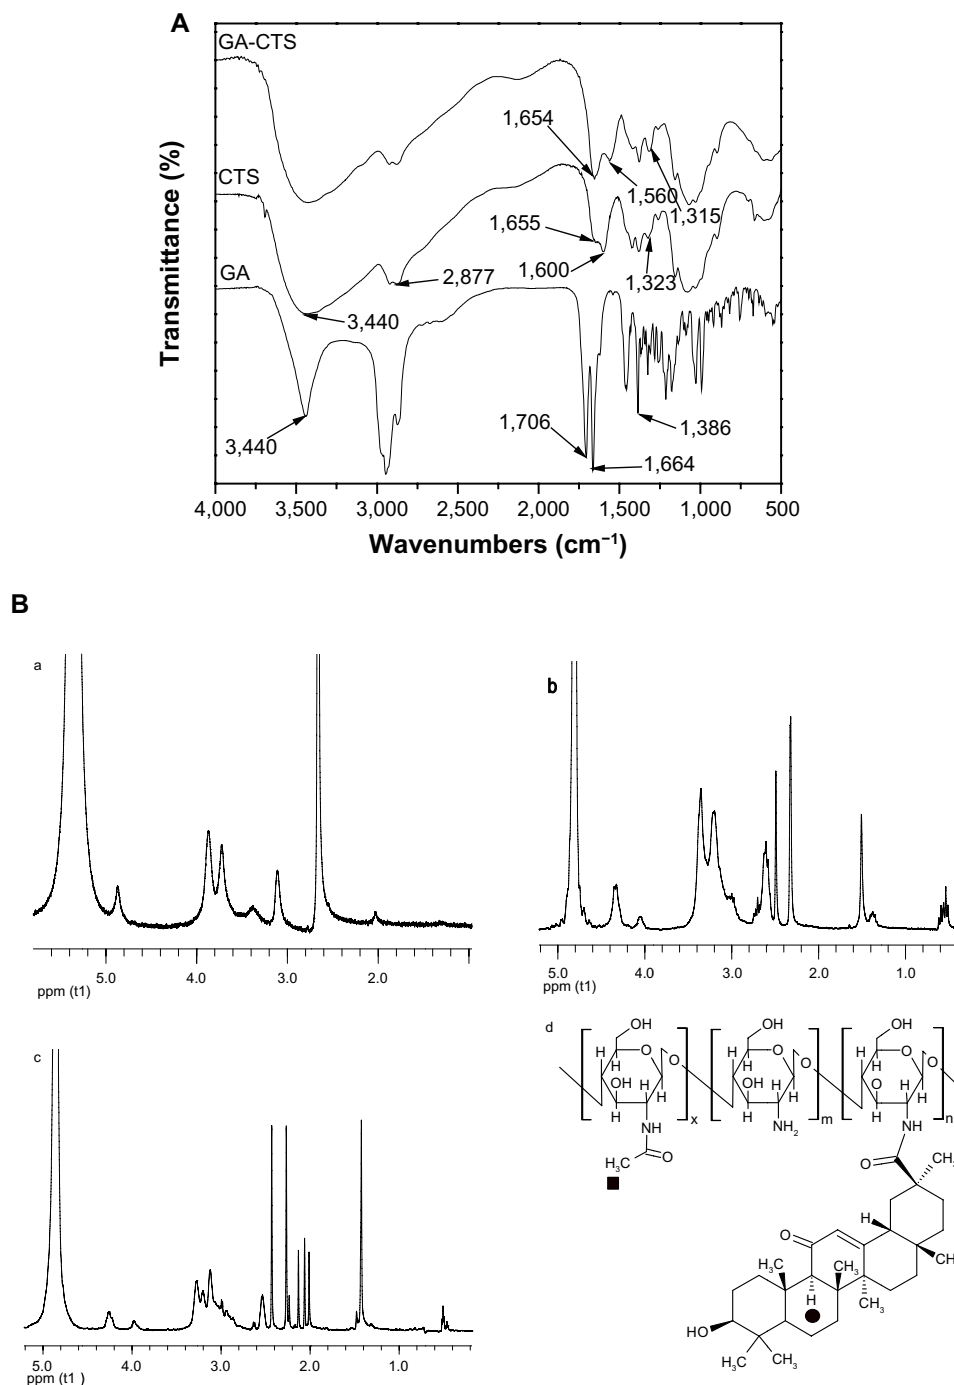 A
GA-CTS
1,654
CTS
1,560
1,315
1,655
GA
1,600
1,323
2,877
3,440
1,706
1,386
3,440
1,664
Transmittance (%)
4,000 3,500 3,000 2,500 2,000 1,500 1,000 500
Wavenumbers (cm⁻¹)
B
a
5.0 4.0 3.0 2.0
ppm (t1)
b
5.0 4.0 3.0 2.0 1.0
ppm (t1)
c
5.0 4.0 3.0 2.0 1.0
ppm (t1)
d
OH OH OH
O O O O O O
H H H
OH H OH H O H
H H H H H H
x m n
NH NH₂ NH
H₃C O O CH₃
H
O
CH₃
H₃C CH₃
H CH₃
HO
H₃C CH₃